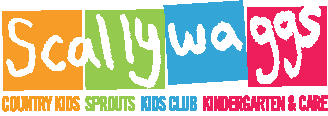 Scallywaggs
COUNTRY KIDS SPROUTS KIDS CLUB KINDERGARTEN & CARE